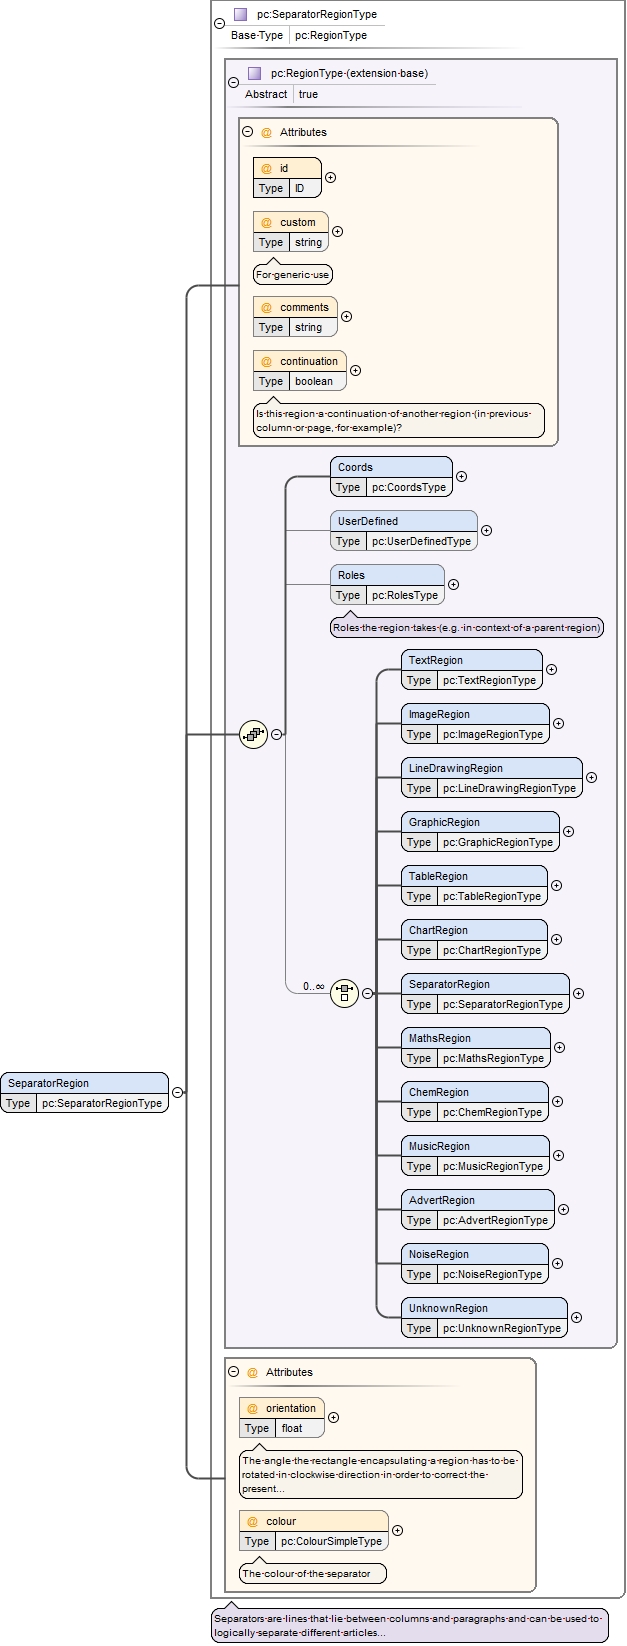 pc:SeparatorRegionType
Base Type pc:RegionType
pc:RegionType (extension base)
Abstract true
@ Attributes
@ id
Type ID
@ custom
Type string
For generic use
@ comments
Type string
@ continuation
Type boolean
Is this region a continuation of another region (in previous
column or page, for example)?
Coords
Type pc:CoordsType
UserDefined
Type pc:UserDefinedType
Roles
Type pc:RolesType
Roles the region takes (e.g. in context of a parent region)
TextRegion
Type pc:TextRegionType
ImageRegion
Type pc:ImageRegionType
LineDrawingRegion
Type pc:LineDrawingRegionType
GraphicRegion
Type pc:GraphicRegionType
TableRegion
Type pc:TableRegionType
ChartRegion
Type pc:ChartRegionType
0..∞
SeparatorRegion
Type pc:SeparatorRegionType
MathsRegion
Type pc:MathsRegionType
ChemRegion
Type pc:ChemRegionType
MusicRegion
Type pc:MusicRegionType
AdvertRegion
Type pc:AdvertRegionType
NoiseRegion
Type pc:NoiseRegionType
UnknownRegion
Type pc:UnknownRegionType
SeparatorRegion
Type pc:SeparatorRegionType
@ Attributes
@ orientation
Type float
The angle the rectangle encapsulating a region has to be
rotated in clockwise direction in order to correct the
present...
@ colour
Type pc:ColourSimpleType
The colour of the separator
Separators are lines that lie between columns and paragraphs and can be used to
logically separate different articles...